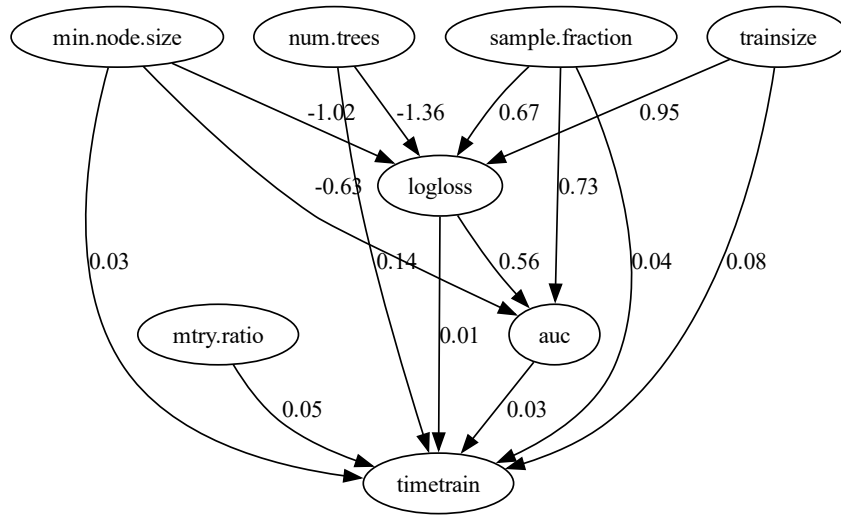 min.node.size
num.trees
sample.fraction
trainsize
-1.02
-1.36
0.67
0.95
logloss
-0.63
0.73
0.03
0.14
0.56
0.04
0.08
mtry.ratio
0.01
auc
0.05
0.03
timetrain